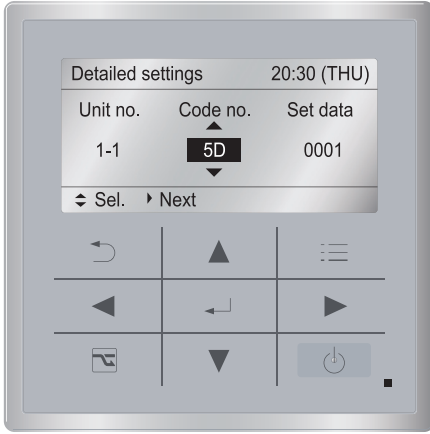 Detailed settings 20:30 (THU)
Unit no. Code no. Set data
1-1 5D 0001
Sel. Next